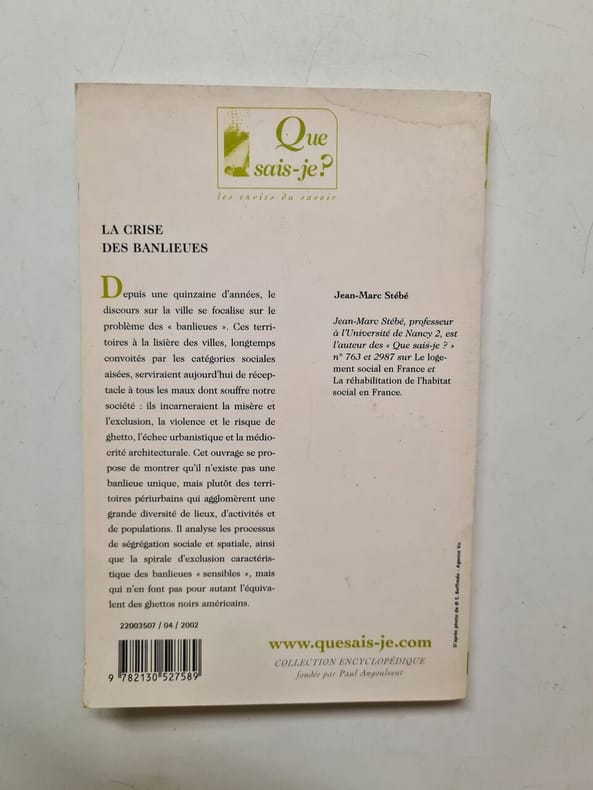 Que
sais-je?
les envies du savoir
LA CRISE
DES BANLIEUES
Depuis une quinzaine d'années, le
discours sur la ville se focalise sur le
problème des « banlieues ». Ces terri-
toires à la lisière des villes, longtemps
convoités par les catégories sociales
aisées, serviraient aujourd'hui de récep-
tacle à tous les maux dont souffre notre
société : ils incarneraient la misère et
l'exclusion, la violence et le risque de
ghetto, l'échec urbanistique et la médio-
crité architecturale. Cet ouvrage se pro-
pose de montrer qu'il n'existe pas une
banlieue unique, mais plutôt des terri-
toires périurbains qui agglomèrent une
grande diversité de lieux, d'activités et
de populations. Il analyse les processus
de ségrégation sociale et spatiale, ainsi
que la spirale d'exclusion caractéris-
tique des banlieues « sensibles », mais
qui n'en font pas pour autant l'équiva-
lent des ghettos noirs américains.
Jean-Marc Stébé
Jean-Marc Stébé, professeur
à l'Université de Nancy 2, est
l'auteur des « Que sais-je ? »
n° 763 et 2987 sur Le loge-
ment social en France et
La réhabilitation de l'habitat
social en France.
22003507 / 04 / 2002
9 782130 527589
www.quesais-je.com
COLLECTION ENCYCLOPÉDIQUE
fondée par Paul Angoulvent
D'après photo de © S. Boffredo - Agence Vu